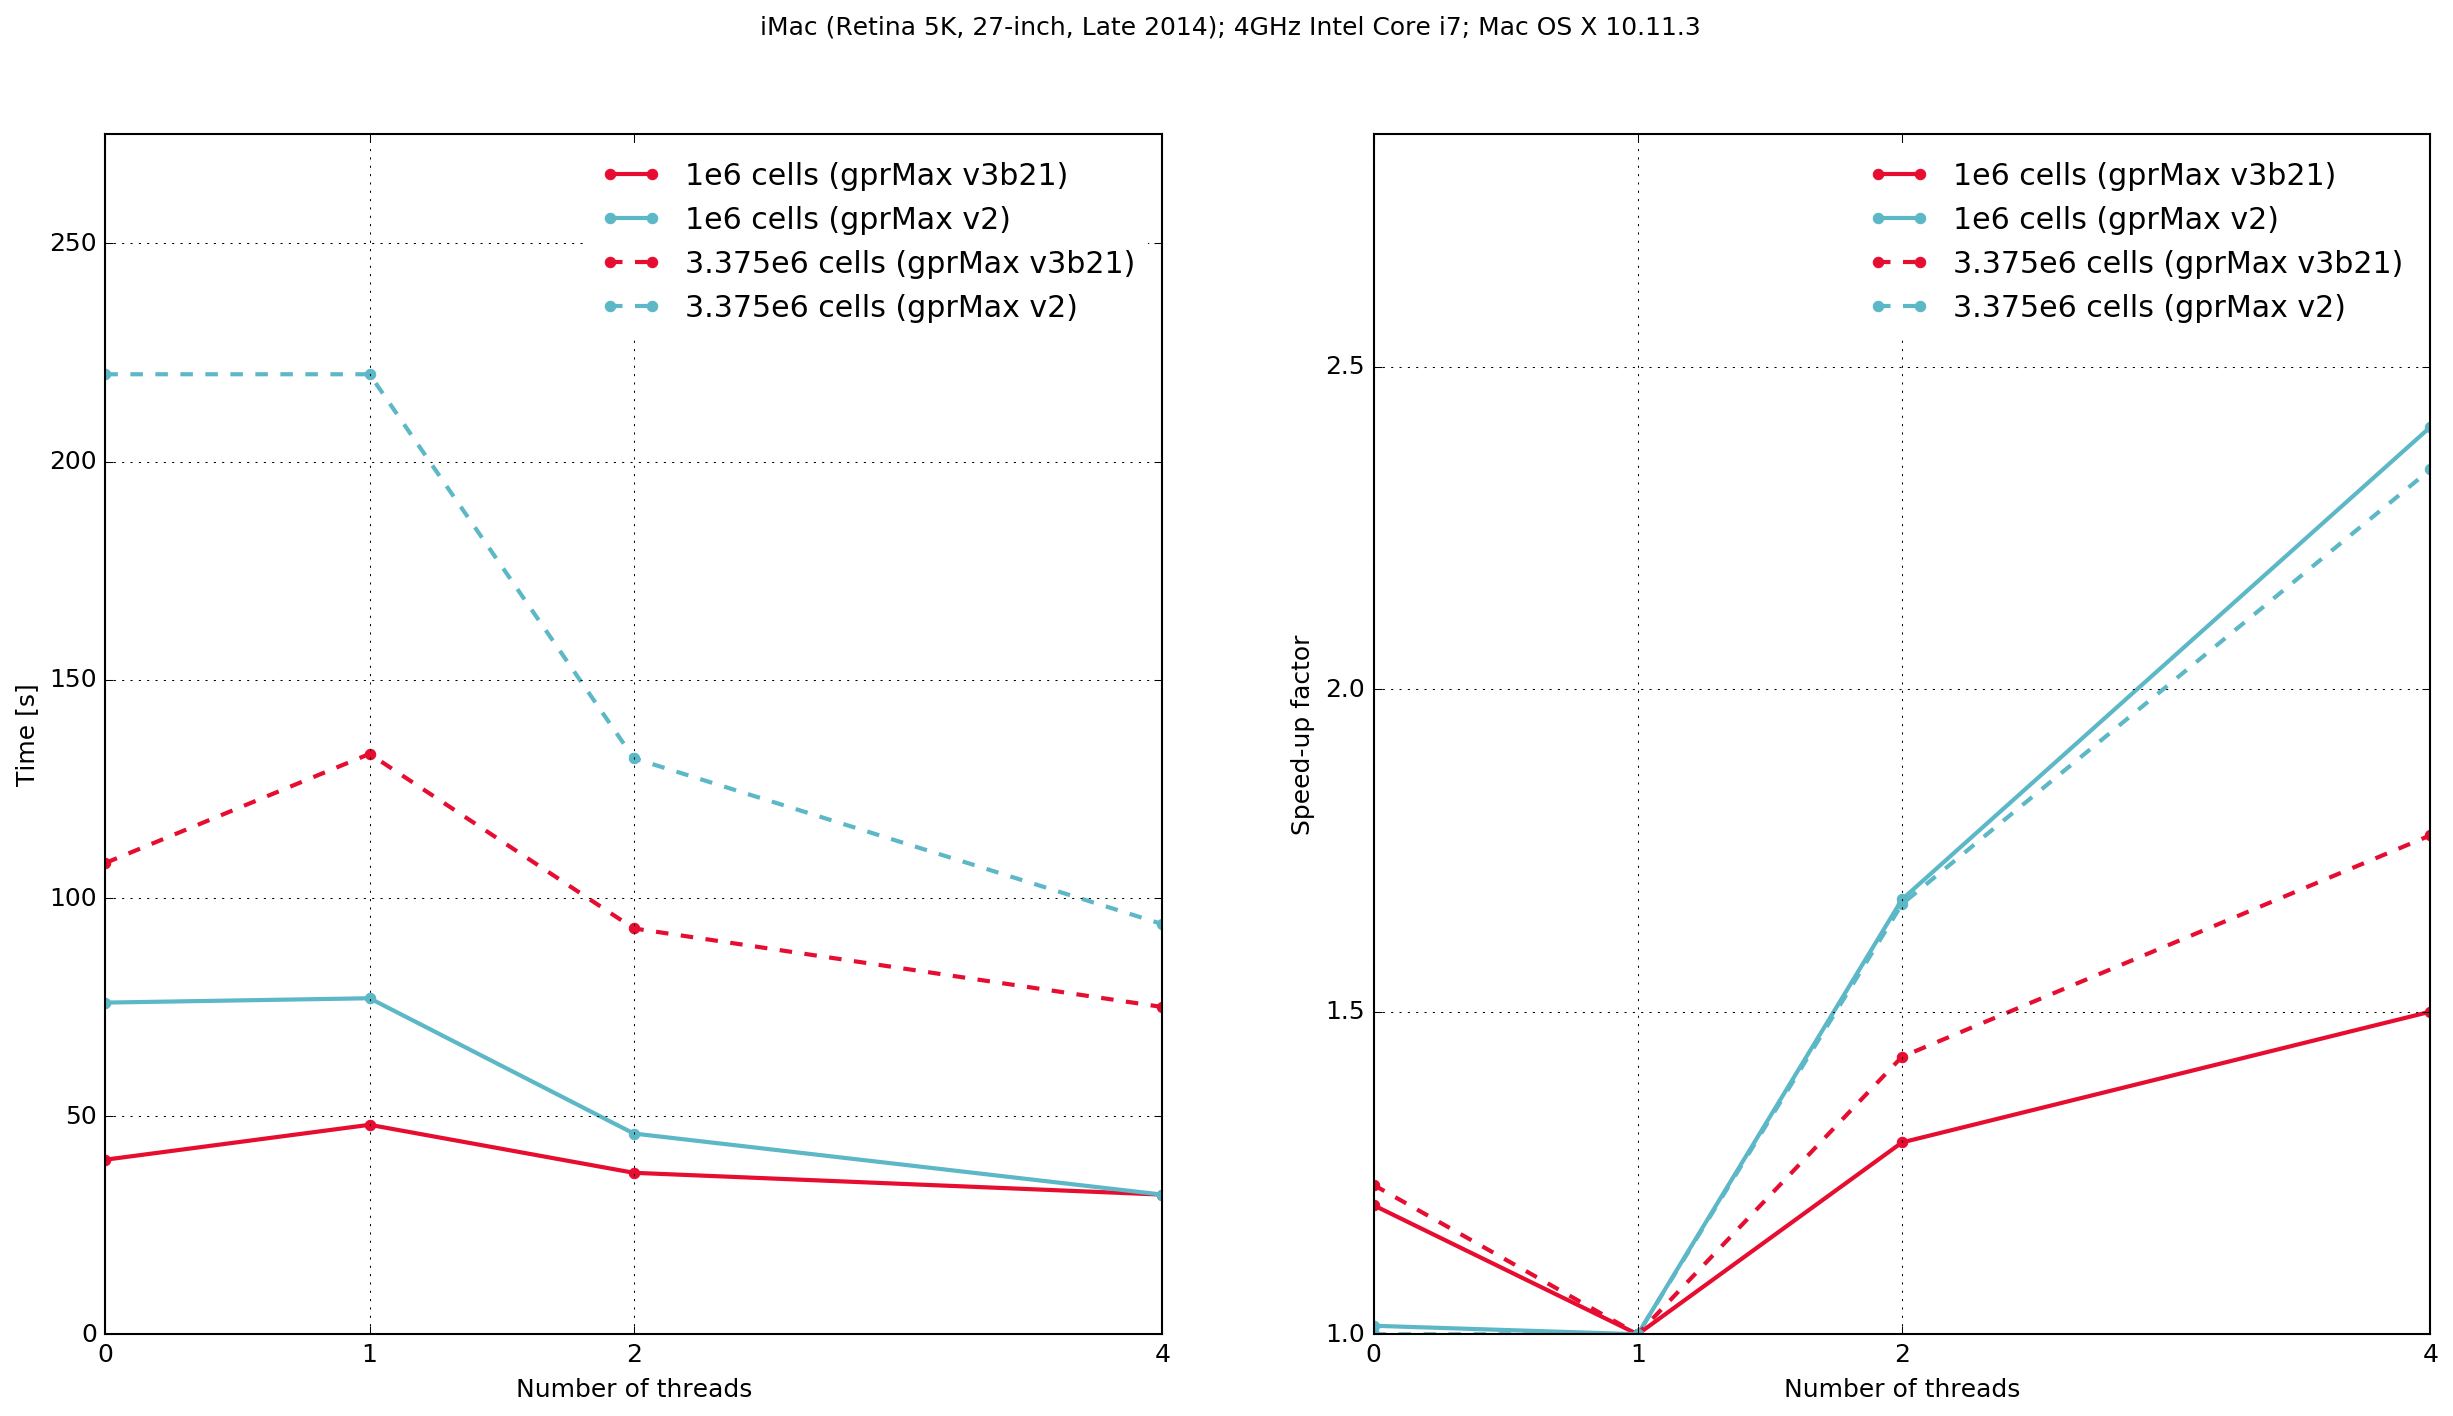 iMac (Retina 5K, 27-inch, Late 2014); 4GHz Intel Core i7; Mac OS X 10.11.3
1e6 cells (gprMax v3b21)
1e6 cells (gprMax v2)
3.375e6 cells (gprMax v3b21)
3.375e6 cells (gprMax v2)
250
200
150
100
50
0
Time [s]
0 1 2 4
Number of threads
1e6 cells (gprMax v3b21)
1e6 cells (gprMax v2)
3.375e6 cells (gprMax v3b21)
3.375e6 cells (gprMax v2)
2.5
2.0
1.5
1.0
Speed-up factor
0 1 2 4
Number of threads